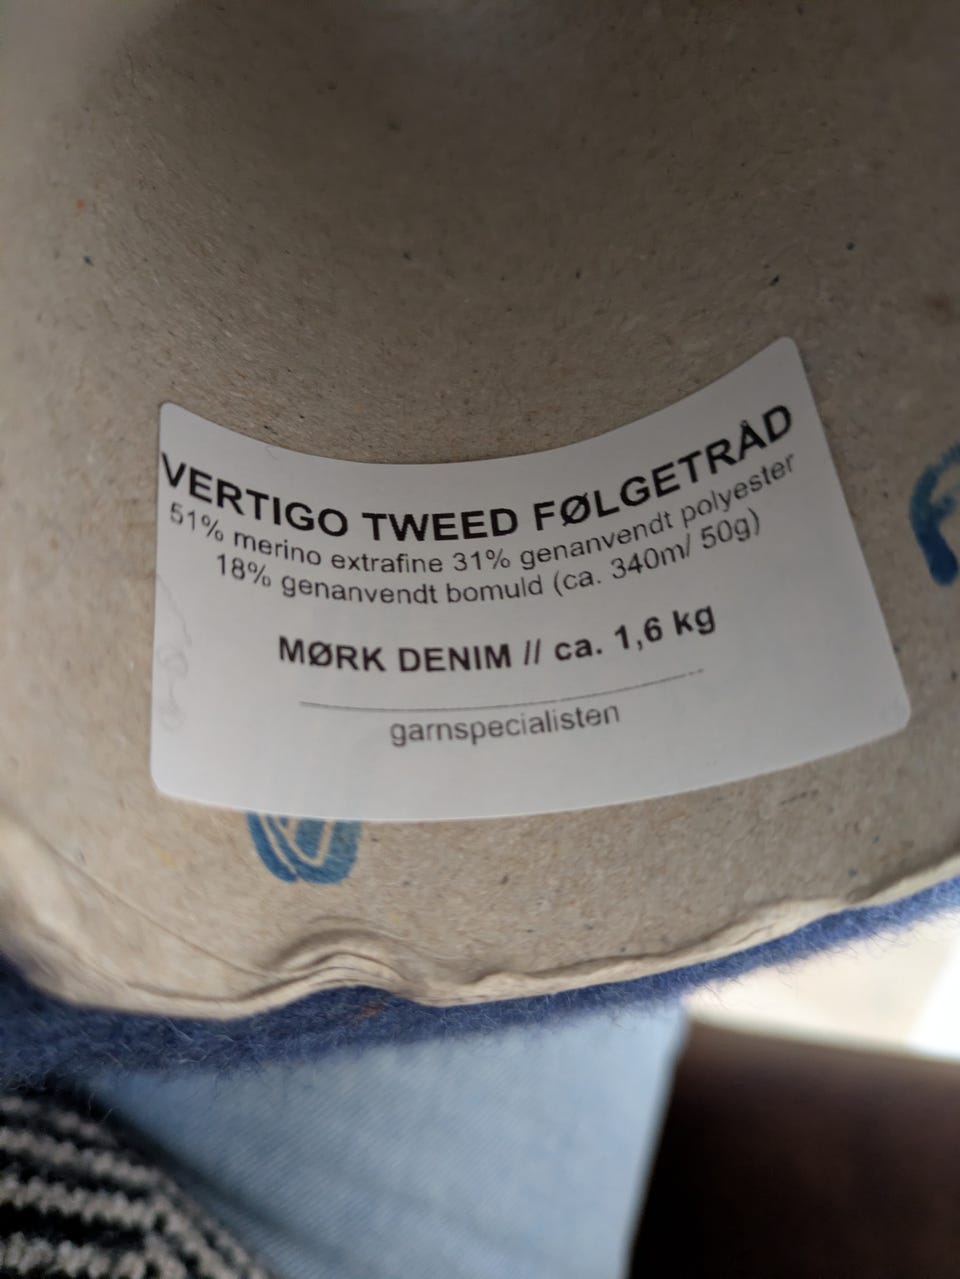 VERTIGO TWEED FØLGETRÅD
51% merino extrafine 31% genanvendt polyester
18% genanvendt bomuld (ca. 340m/ 50g)
MØRK DENIM // ca. 1,6 kg
garnspecialisten